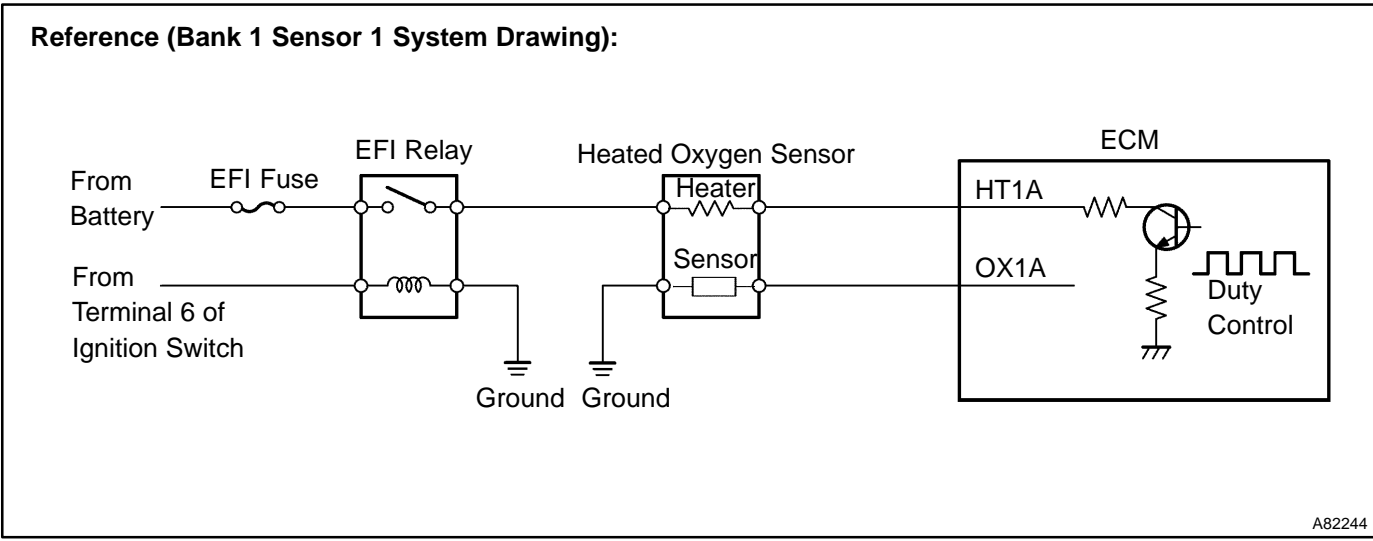 Reference (Bank 1 Sensor 1 System Drawing):
ECM
EFI Relay
Heated Oxygen Sensor
From
Battery
EFI Fuse
Heater
HT1A
Sensor
OX1A
From
Terminal 6 of
Ignition Switch
Duty
Control
Ground
Ground
A82244